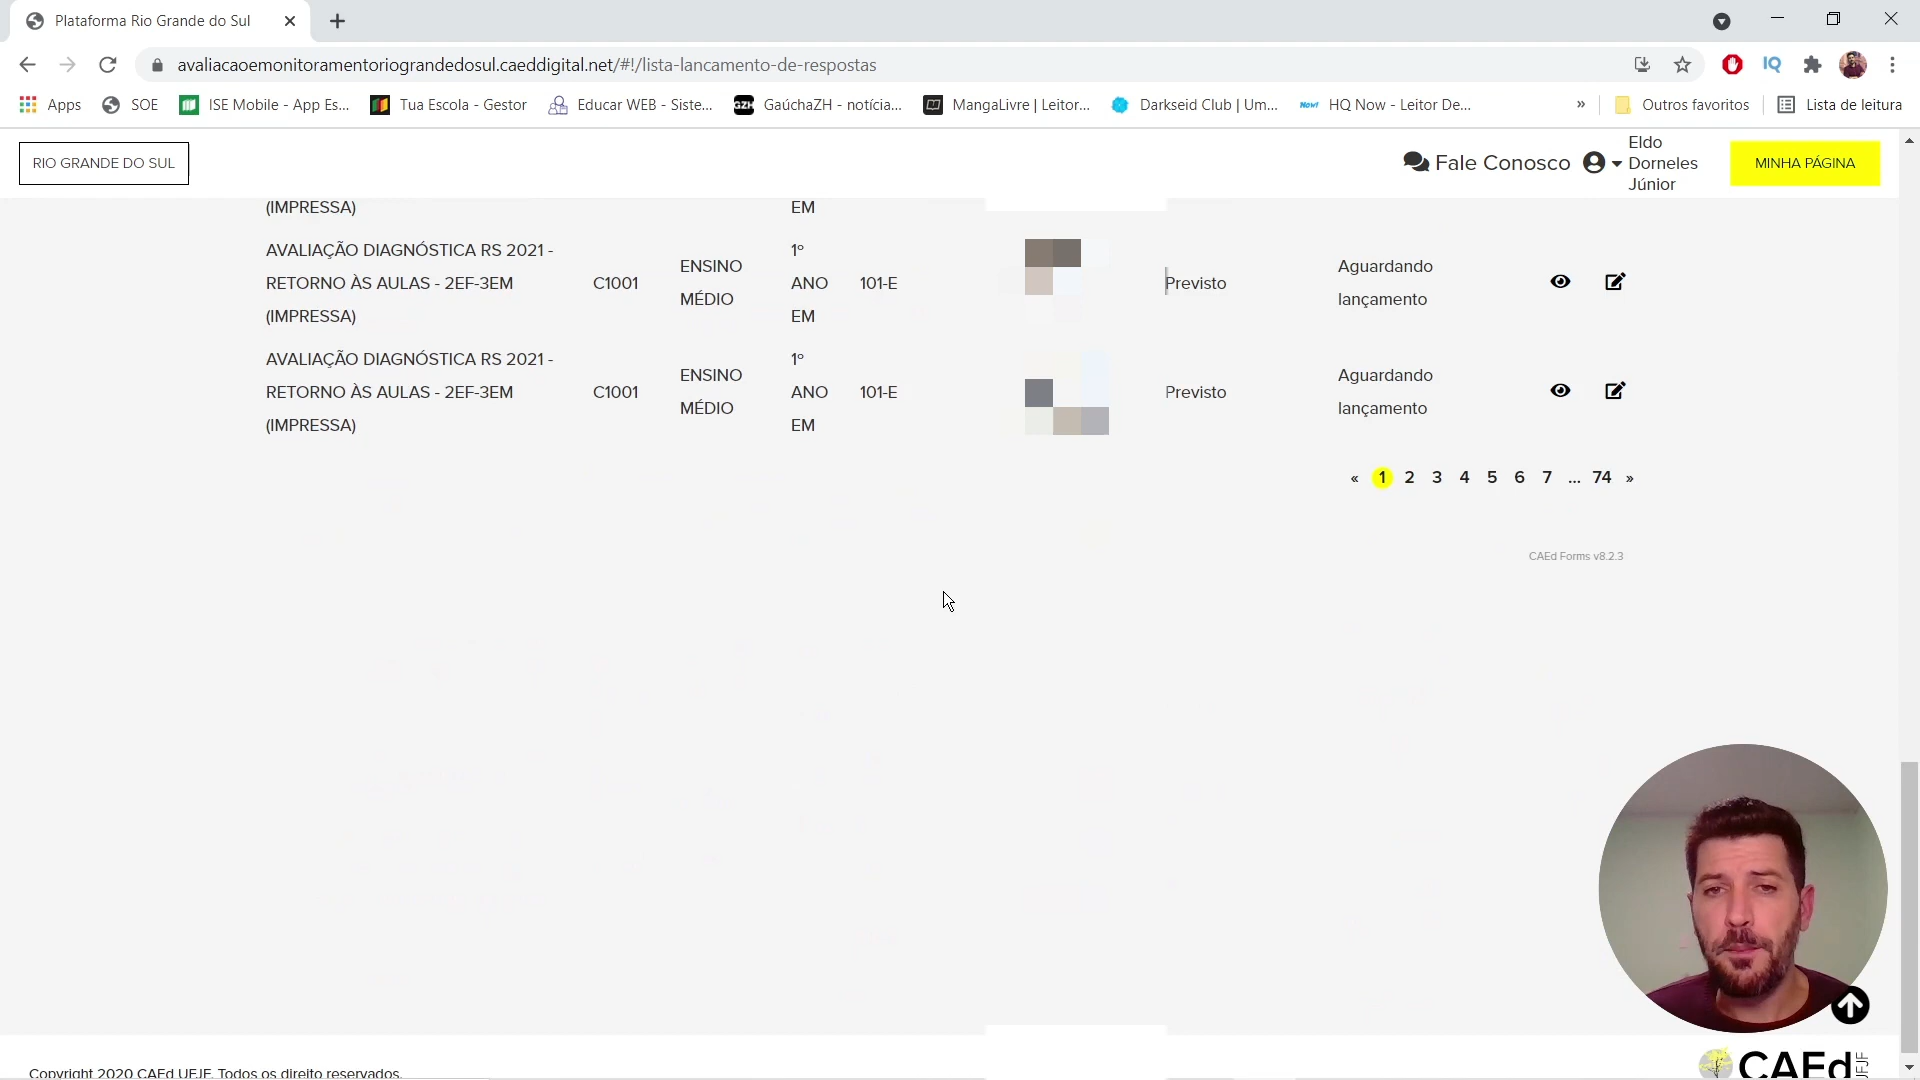 Plataforma Rio Grande do Sul
avaliacaoemonitoramentoriograndedosul.caeddigital.net/#!/lista-lancamento-de-respostas
IQ
Apps
SOE
ISE Mobile - App Es...
Tua Escola - Gestor
Educar WEB - Siste...
GZH
GaúchaZH - notícia...
MangaLivre | Leitor...
Darkseid Club | Um...
Now!
HQ Now - Leitor De...
»
Outros favoritos
Lista de leitura
RIO GRANDE DO SUL
Fale Conosco
Eldo
Dorneles
Júnior
MINHA PÁGINA
(IMPRESSA)
EM
AVALIAÇÃO DIAGNÓSTICA RS 2021 -
RETORNO ÀS AULAS - 2EF-3EM
(IMPRESSA)
C1001
ENSINO
MÉDIO
1º
ANO
EM
101-E
Previsto
Aguardando
lançamento
AVALIAÇÃO DIAGNÓSTICA RS 2021 -
RETORNO ÀS AULAS - 2EF-3EM
(IMPRESSA)
C1001
ENSINO
MÉDIO
1º
ANO
EM
101-E
Previsto
Aguardando
lançamento
« 1 2 3 4 5 6 7 ... 74 »
CAEd Forms v8.2.3
Copyright 2020 CAEd UFJF. Todos os direito reservados.
CAEd
UFJF